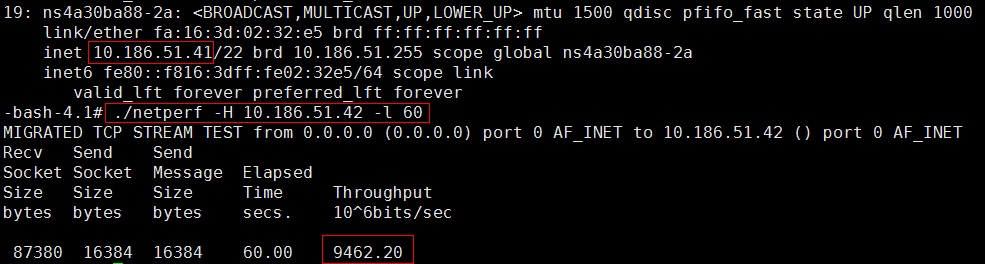 19: ns4a30ba88-2a: <BROADCAST,MULTICAST,UP,LOWER_UP> mtu 1500 qdisc pfifo_fast state UP qlen 1000
    link/ether fa:16:3d:02:32:e5 brd ff:ff:ff:ff:ff:ff
    inet 10.186.51.41/22 brd 10.186.51.255 scope global ns4a30ba88-2a
    inet6 fe80::f816:3dff:fe02:32e5/64 scope link
       valid_lft forever preferred_lft forever
-bash-4.1# ./netperf -H 10.186.51.42 -l 60
MIGRATED TCP STREAM TEST from 0.0.0.0 (0.0.0.0) port 0 AF_INET to 10.186.51.42 () port 0 AF_INET
Recv   Send    Send
Socket Socket  Message  Elapsed
Size   Size    Size     Time     Throughput
bytes  bytes   bytes    secs.    10^6bits/sec
 87380  16384  16384    60.00    9462.20